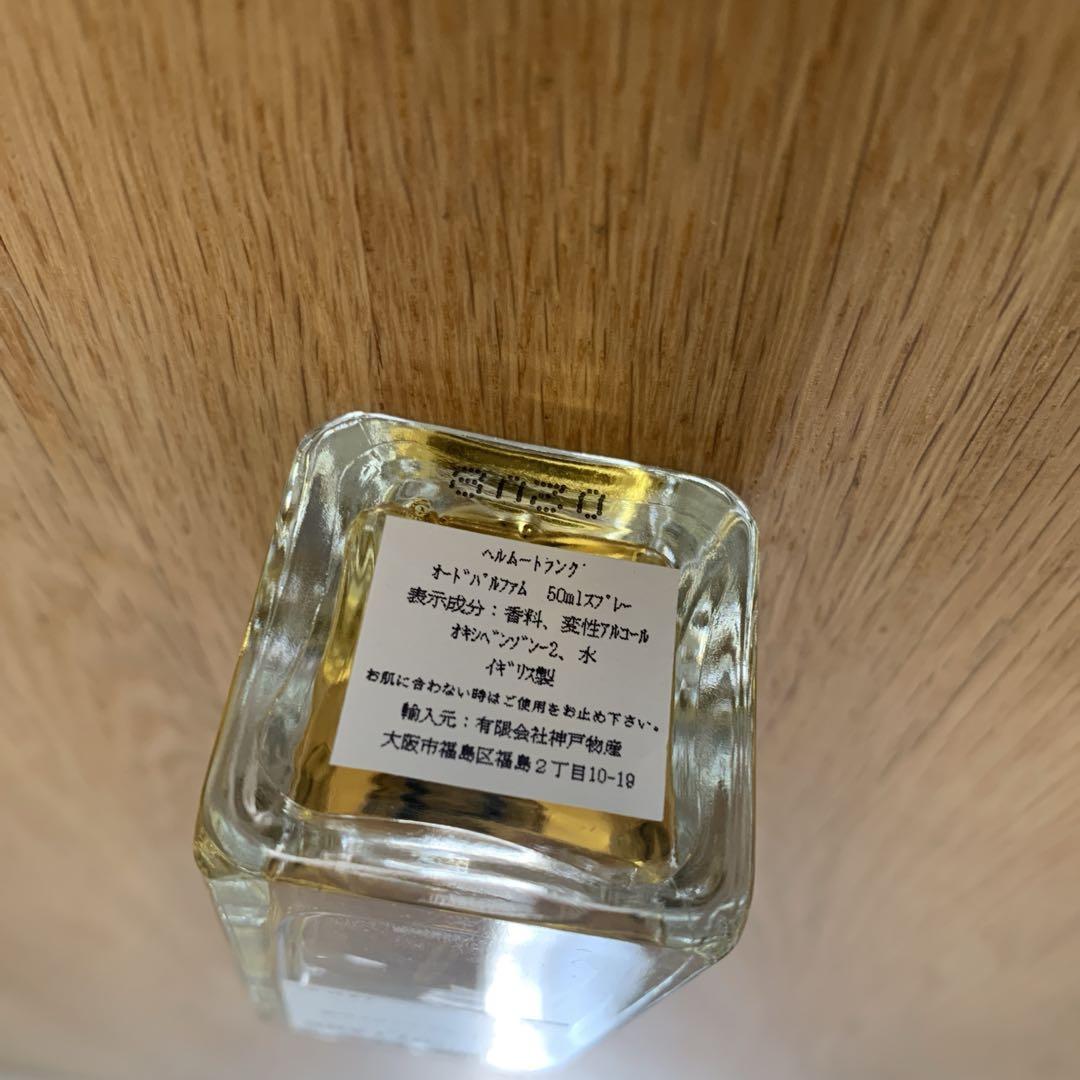 ヘルムートラング
オードパルファム 50mlスプレー
表示成分：香料、変性アルコール
オキシベンゾン-2、水
イギリス製
お肌に合わない時はご使用をお止め下さい。
輸入元：有限会社神戸物産
大阪市福島区福島2丁目10-19